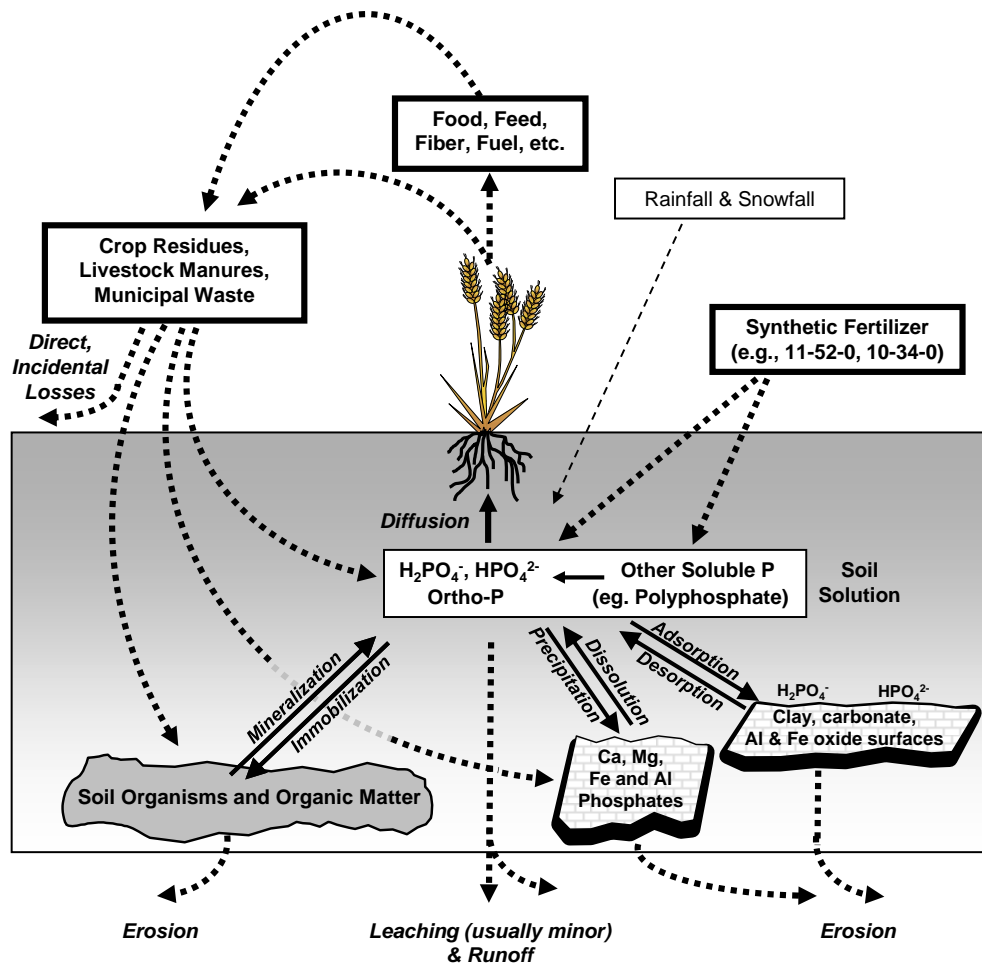 Food, Feed,
Fiber, Fuel, etc.
Rainfall & Snowfall
Crop Residues,
Livestock Manures,
Municipal Waste
Synthetic Fertilizer
(e.g., 11-52-0, 10-34-0)
Direct,
Incidental
Losses
Diffusion
H₂PO₄⁻, HPO₄²⁻
Ortho-P
Other Soluble P
(eg. Polyphosphate)
Soil
Solution
Mineralization
Immobilization
Precipitation
Dissolution
Adsorption
Desorption
H₂PO₄⁻ HPO₄²⁻
Clay, carbonate,
Al & Fe oxide surfaces
Ca, Mg,
Fe and Al
Phosphates
Soil Organisms and Organic Matter
Erosion
Leaching (usually minor)
& Runoff
Erosion